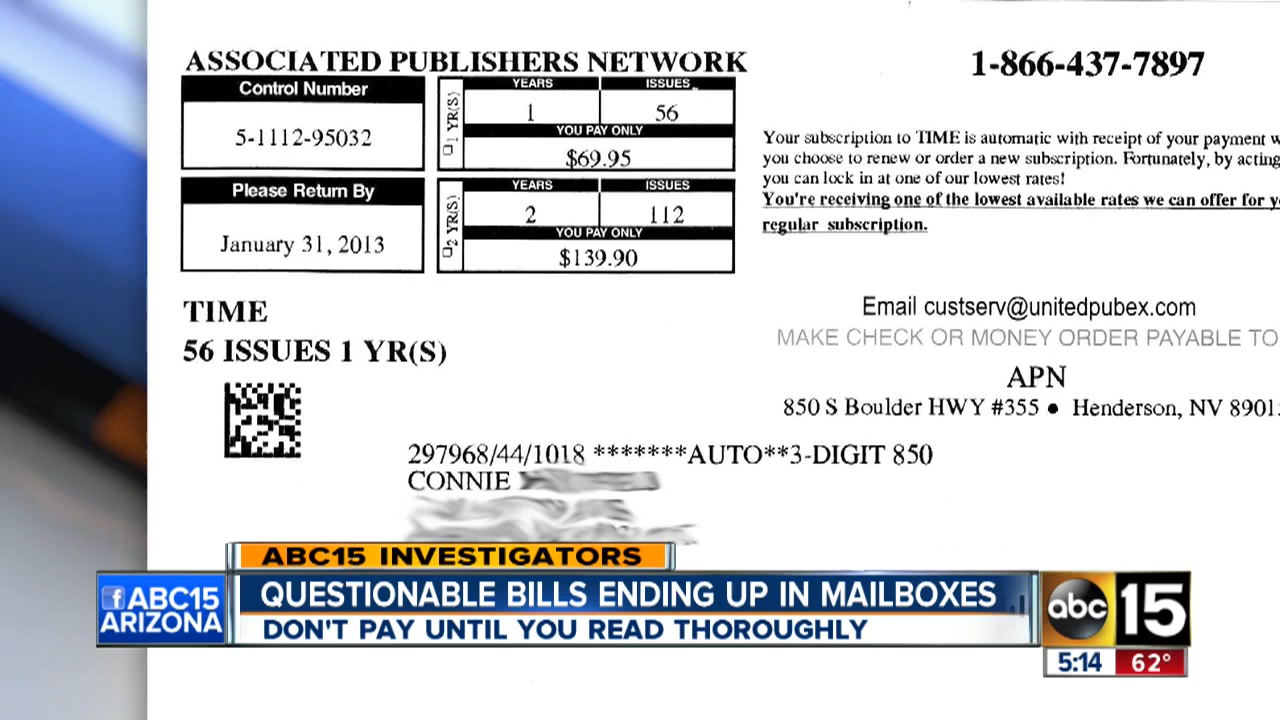 ASSOCIATED PUBLISHERS NETWORK
1-866-437-7897
Control Number
5-1112-95032
Please Return By
January 31, 2013
1 YR(S)
YEARS ISSUES
1 56
YOU PAY ONLY
$69.95
2 YR(S)
YEARS ISSUES
2 112
YOU PAY ONLY
$139.90
Your subscription to TIME is automatic with receipt of your payment
you choose to renew or order a new subscription. Fortunately, by acting
you can lock in at one of our lowest rates!
You're receiving one of the lowest available rates we can offer for
regular subscription.
TIME
56 ISSUES 1 YR(S)
Email custserv@unitedpubex.com
MAKE CHECK OR MONEY ORDER PAYABLE TO
APN
850 S Boulder HWY #355 ● Henderson, NV 8901
297968/44/1018 *******AUTO**3-DIGIT 850
CONNIE
ABC15 INVESTIGATORS
f ABC15
ARIZONA
QUESTIONABLE BILLS ENDING UP IN MAILBOXES
DON'T PAY UNTIL YOU READ THOROUGHLY
abc 15
5:14 62°